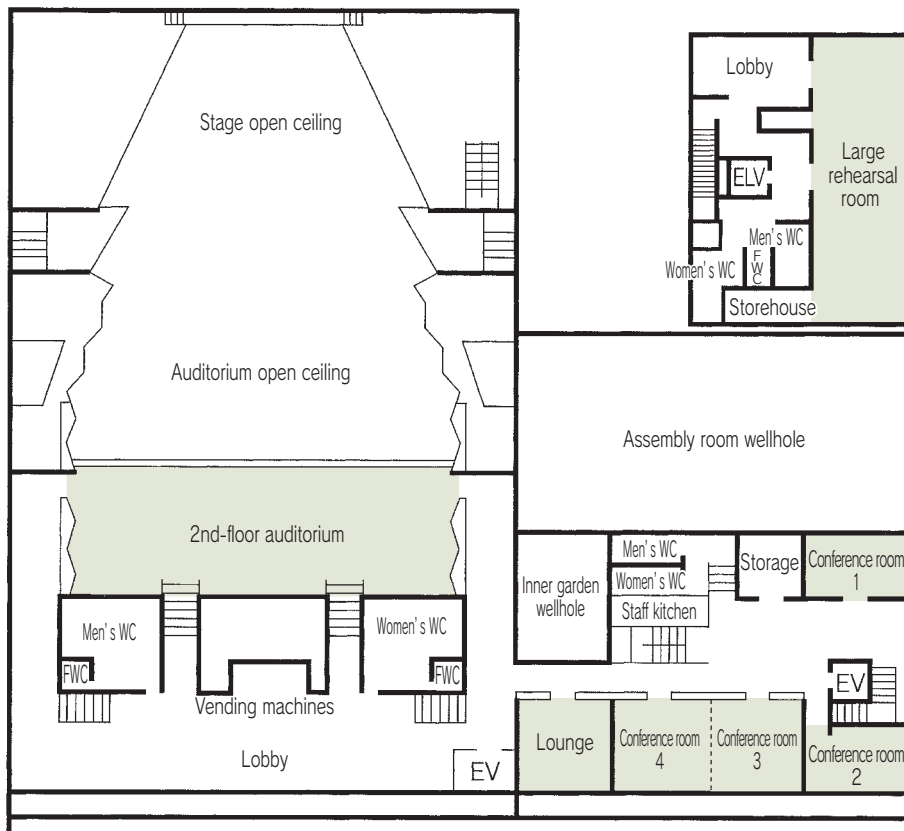 Stage open ceiling
Auditorium open ceiling
2nd-floor auditorium
Men's WC
FWC
Women's WC
FWC
Vending machines
Lobby
EV
Lobby
Large
rehearsal
room
ELV
Men's WC
F
W
C
Women's WC
Storehouse
Assembly room wellhole
Inner garden
wellhole
Men's WC
Women's WC
Staff kitchen
Storage
Conference room
1
EV
Lounge
Conference room
4
Conference room
3
Conference room
2